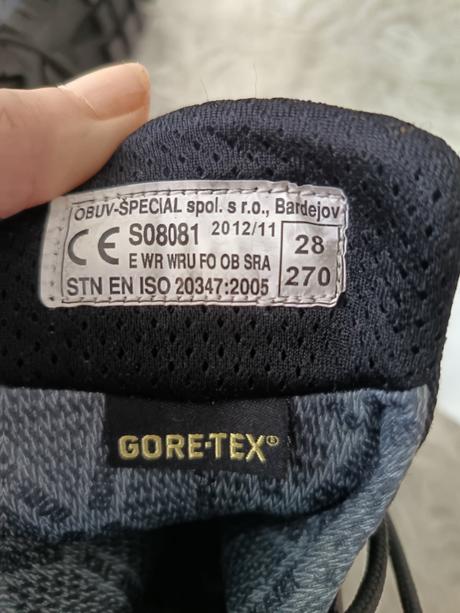 OBUV-ŠPECIAL spol. s r.o., Bardejov
CE S08081 2012/11 28
E WR WRU FO OB SRA 270
STN EN ISO 20347:2005
GORE-TEX®